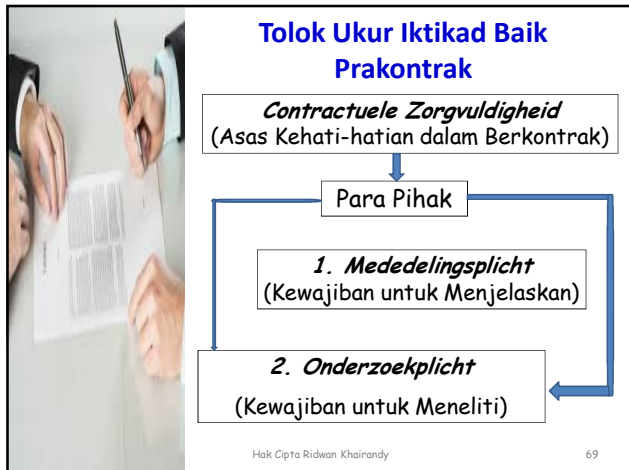 Tolok Ukur Iktikad Baik
Prakontrak
Contractuele Zorgvuldigheid
(Asas Kehati-hatian dalam Berkontrak)
Para Pihak
1. Mededelingsplicht
(Kewajiban untuk Menjelaskan)
2. Onderzoekplicht
(Kewajiban untuk Meneliti)
Hak Cipta Ridwan Khairandy
69